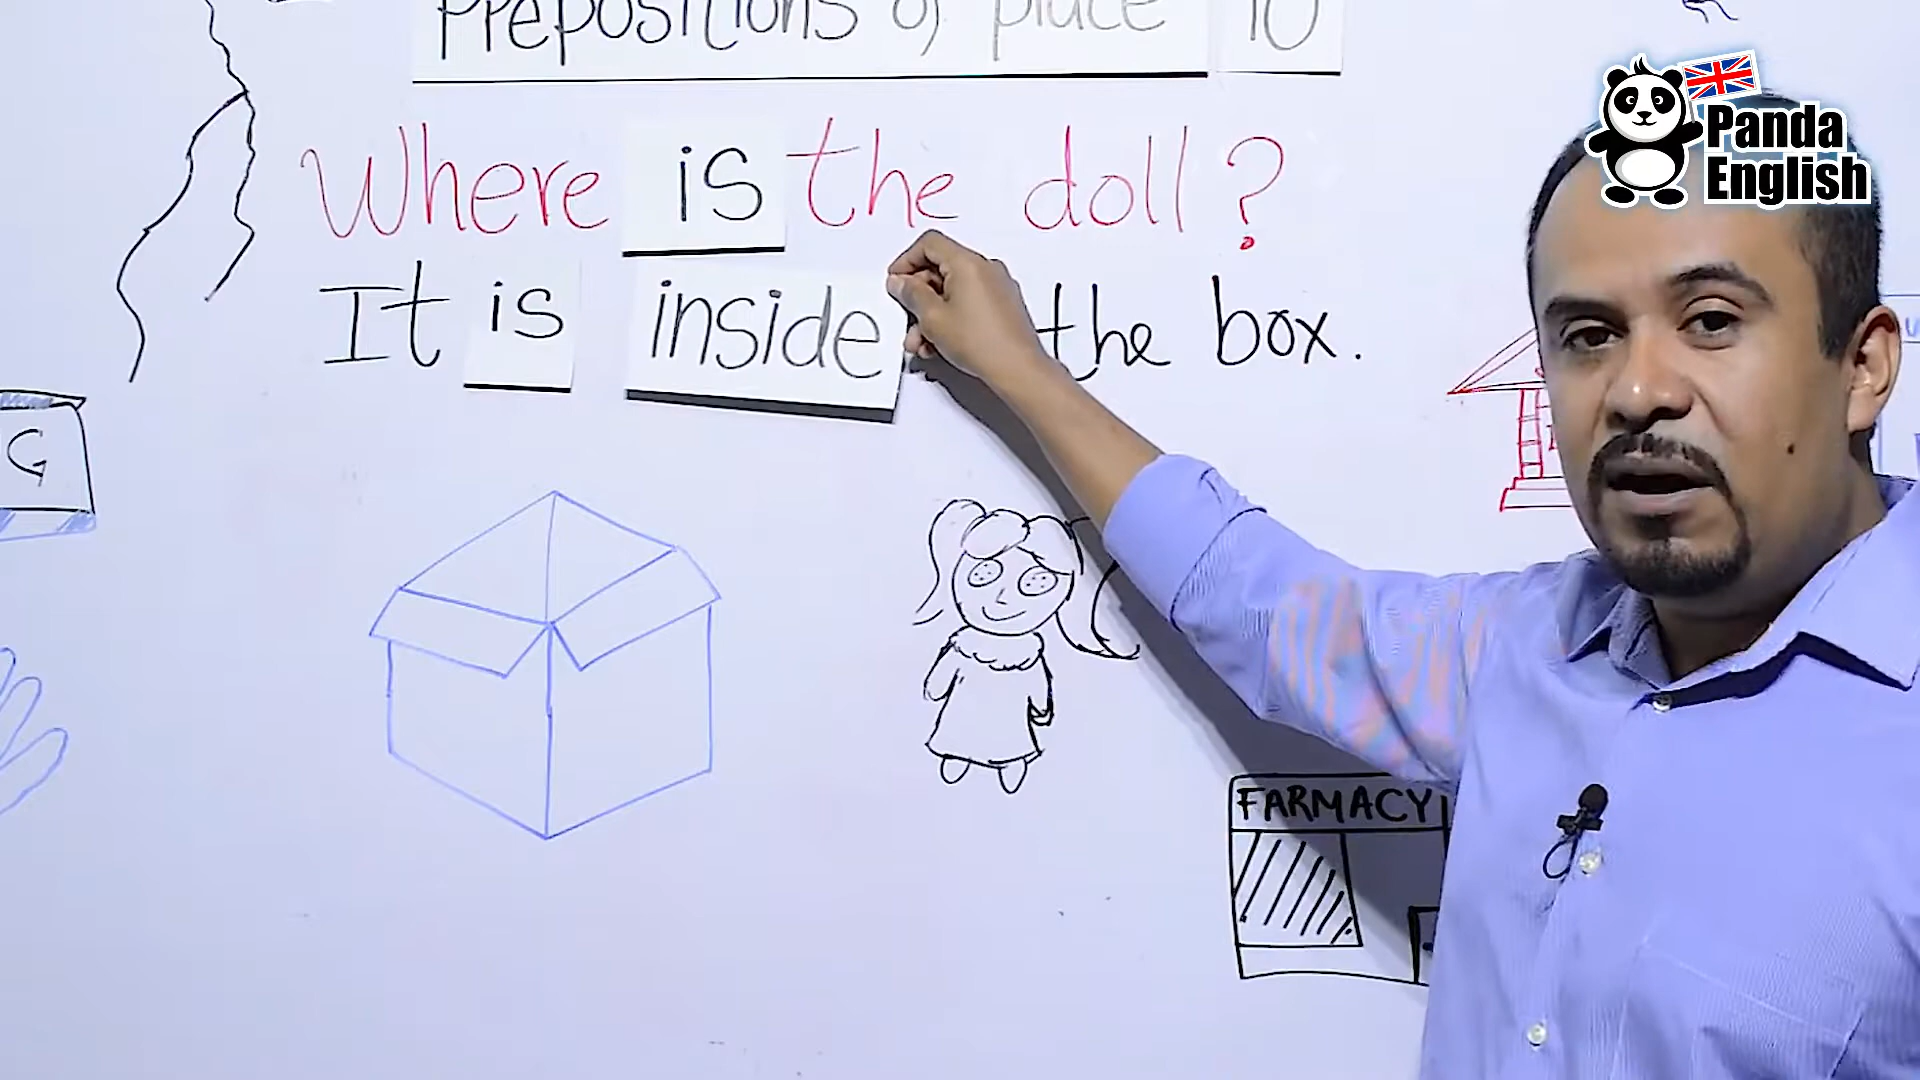 Prepositions of place 10
Where is the doll?
It is inside the box.
G
FARMACY
Panda
English